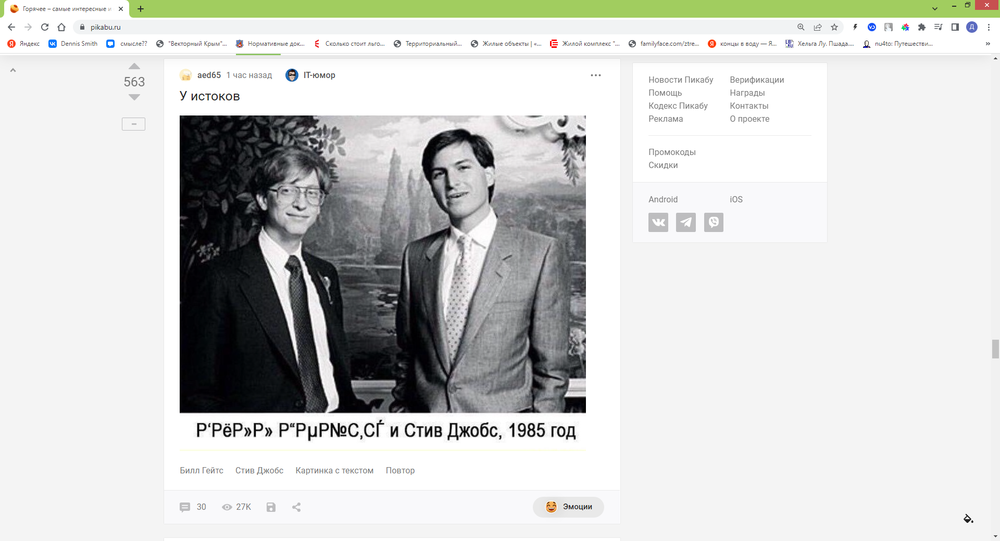 Горячее – самые интересные и
pikabu.ru
Яндекс
Dennis Smith
смысле??
"Векторный Крым"...
Нормативные док...
Сколько стоит льго...
Территориальный...
Жилые объекты | «...
Жилой комплекс "...
familyface.com/ztre...
концы в воду — Я...
Хельга Лу. Пшада....
nu4to: Путешестви...
563
aed65 1 час назад IT-юмор
У истоков
Р‘РёР»Р» Р“РµР№С‚СЃ и Стив Джобс, 1985 год
Билл Гейтс Стив Джобс Картинка с текстом Повтор
30 27K Эмоции
Новости Пикабу Верификации
Помощь Награды
Кодекс Пикабу Контакты
Реклама О проекте
Промокоды
Скидки
Android iOS
Д
LIB.RU